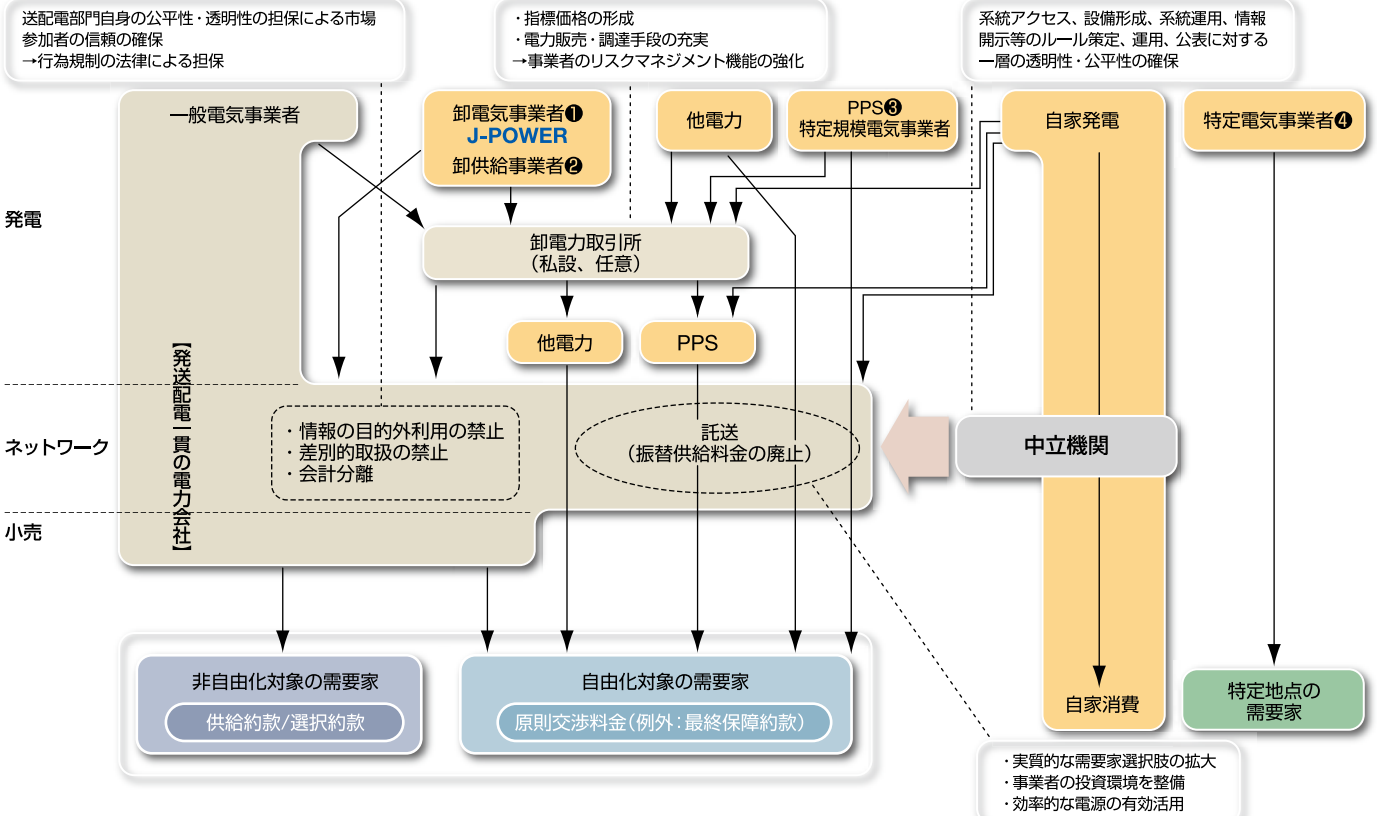 送配電部門自身の公平性・透明性の担保による市場
参加者の信頼の確保
→行為規制の法律による担保
・指標価格の形成
・電力販売・調達手段の充実
→事業者のリスクマネジメント機能の強化
系統アクセス、設備形成、系統運用、情報
開示等のルール策定、運用、公表に対する
一層の透明性・公平性の確保
一般電気事業者
卸電気事業者❶
J-POWER
卸供給事業者❷
他電力
PPS❸
特定規模電気事業者
自家発電
特定電気事業者❹
発電
卸電力取引所
（私設、任意）
他電力
PPS
【発送配電一貫の電力会社】
ネットワーク
・情報の目的外利用の禁止
・差別的取扱の禁止
・会計分離
託送
（振替供給料金の廃止）
中立機関
小売
非自由化対象の需要家
供給約款/選択約款
自由化対象の需要家
原則交渉料金（例外：最終保障約款）
自家消費
特定地点の
需要家
・実質的な需要家選択肢の拡大
・事業者の投資環境を整備
・効率的な電源の有効活用